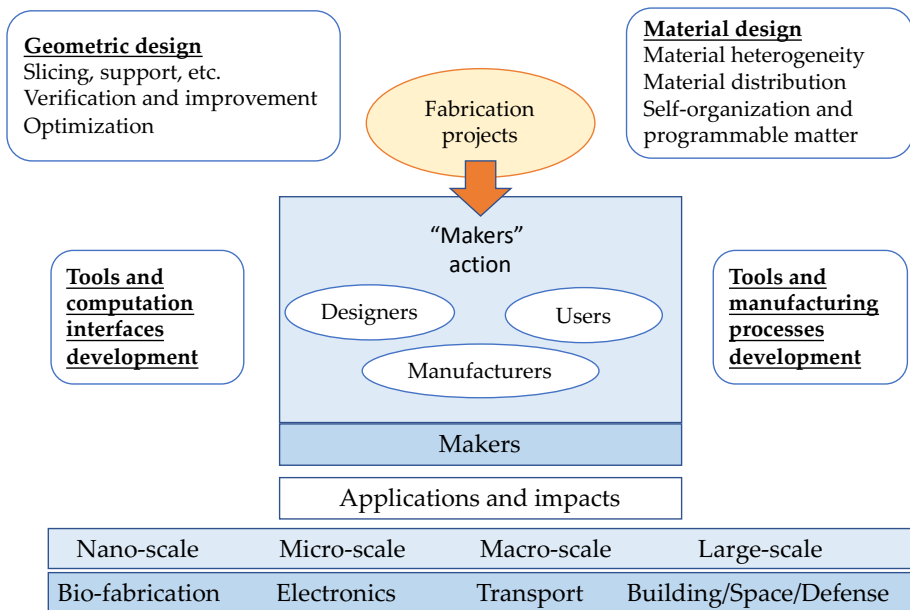 Geometric design
Slicing, support, etc.
Verification and improvement
Optimization
Material design
Material heterogeneity
Material distribution
Self-organization and
programmable matter
Fabrication
projects
“Makers”
action
Designers
Users
Manufacturers
Makers
Tools and
computation
interfaces
development
Tools and
manufacturing
processes
development
Applications and impacts
Nano-scale Micro-scale Macro-scale Large-scale
Bio-fabrication Electronics Transport Building/Space/Defense